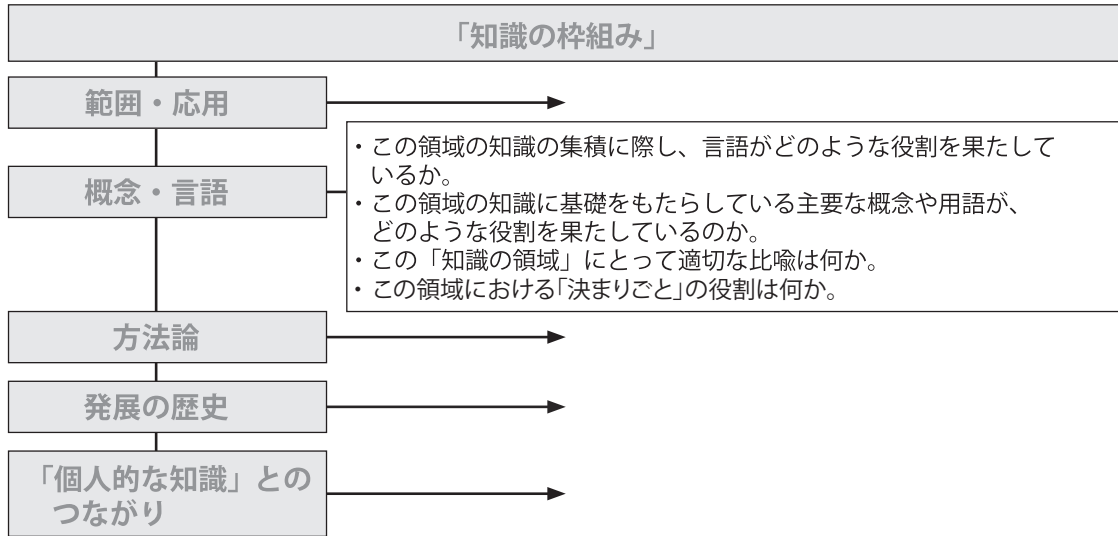 「知識の枠組み」
範囲・応用
概念・言語
・この領域の知識の集積に際し、言語がどのような役割を果たして
いるか。
・この領域の知識に基礎をもたらしている主要な概念や用語が、
どのような役割を果たしているのか。
・この「知識の領域」にとって適切な比喩は何か。
・この領域における「決まりごと」の役割は何か。
方法論
発展の歴史
「個人的な知識」との
つながり